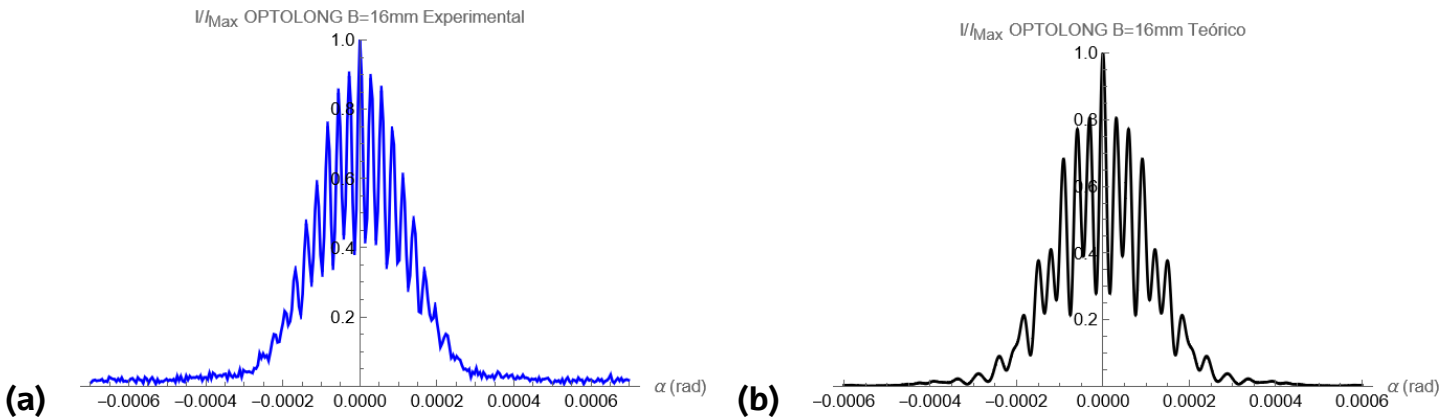 I/I Max OPTOLONG B=16mm Experimental
1.0
0.8
0.6
0.4
0.2
−0.0006 −0.0004 −0.0002 0.0000 0.0002 0.0004 0.0006
α (rad)
(a)
I/I Max OPTOLONG B=16mm Teórico
1.0
0.8
0.6
0.4
0.2
−0.0006 −0.0004 −0.0002 0.0000 0.0002 0.0004 0.0006
α (rad)
(b)